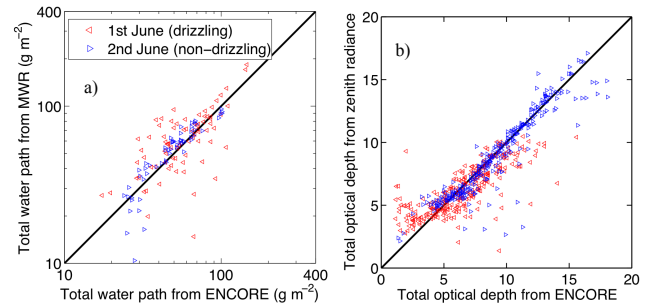 400
1st June (drizzling)
2nd June (non−drizzling)
a)
100
10
10
100
400
Total water path from MWR (g m⁻²)
Total water path from ENCORE (g m⁻²)
20
b)
15
10
5
0
0
5
10
15
20
Total optical depth from zenith radiance
Total optical depth from ENCORE